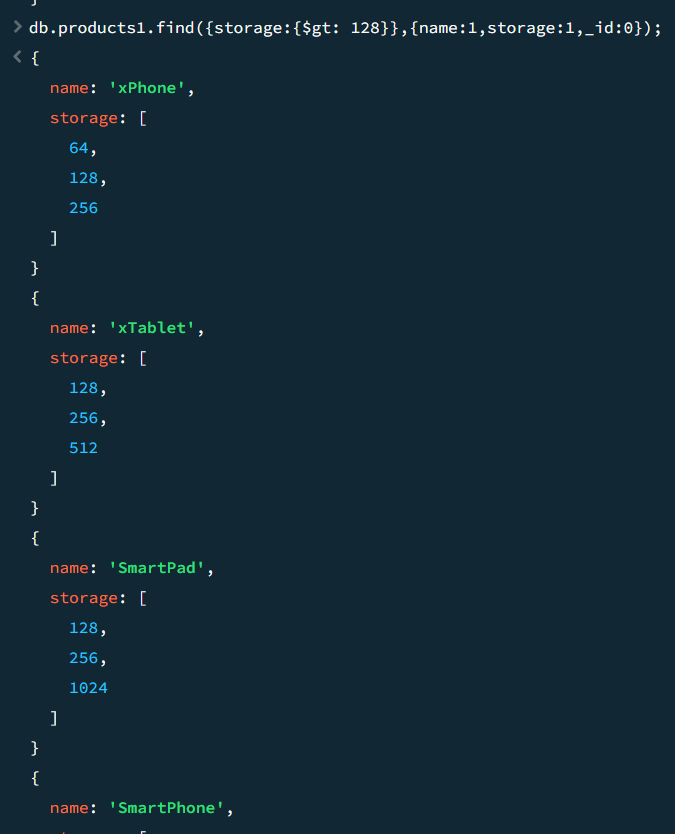 }
> db.products1.find({storage:{$gt: 128}},{name:1,storage:1,_id:0});
< {
name: 'xPhone',
storage: [
64,
128,
256
]
}
{
name: 'xTablet',
storage: [
128,
256,
512
]
}
{
name: 'SmartPad',
storage: [
128,
256,
1024
]
}
{
name: 'SmartPhone',